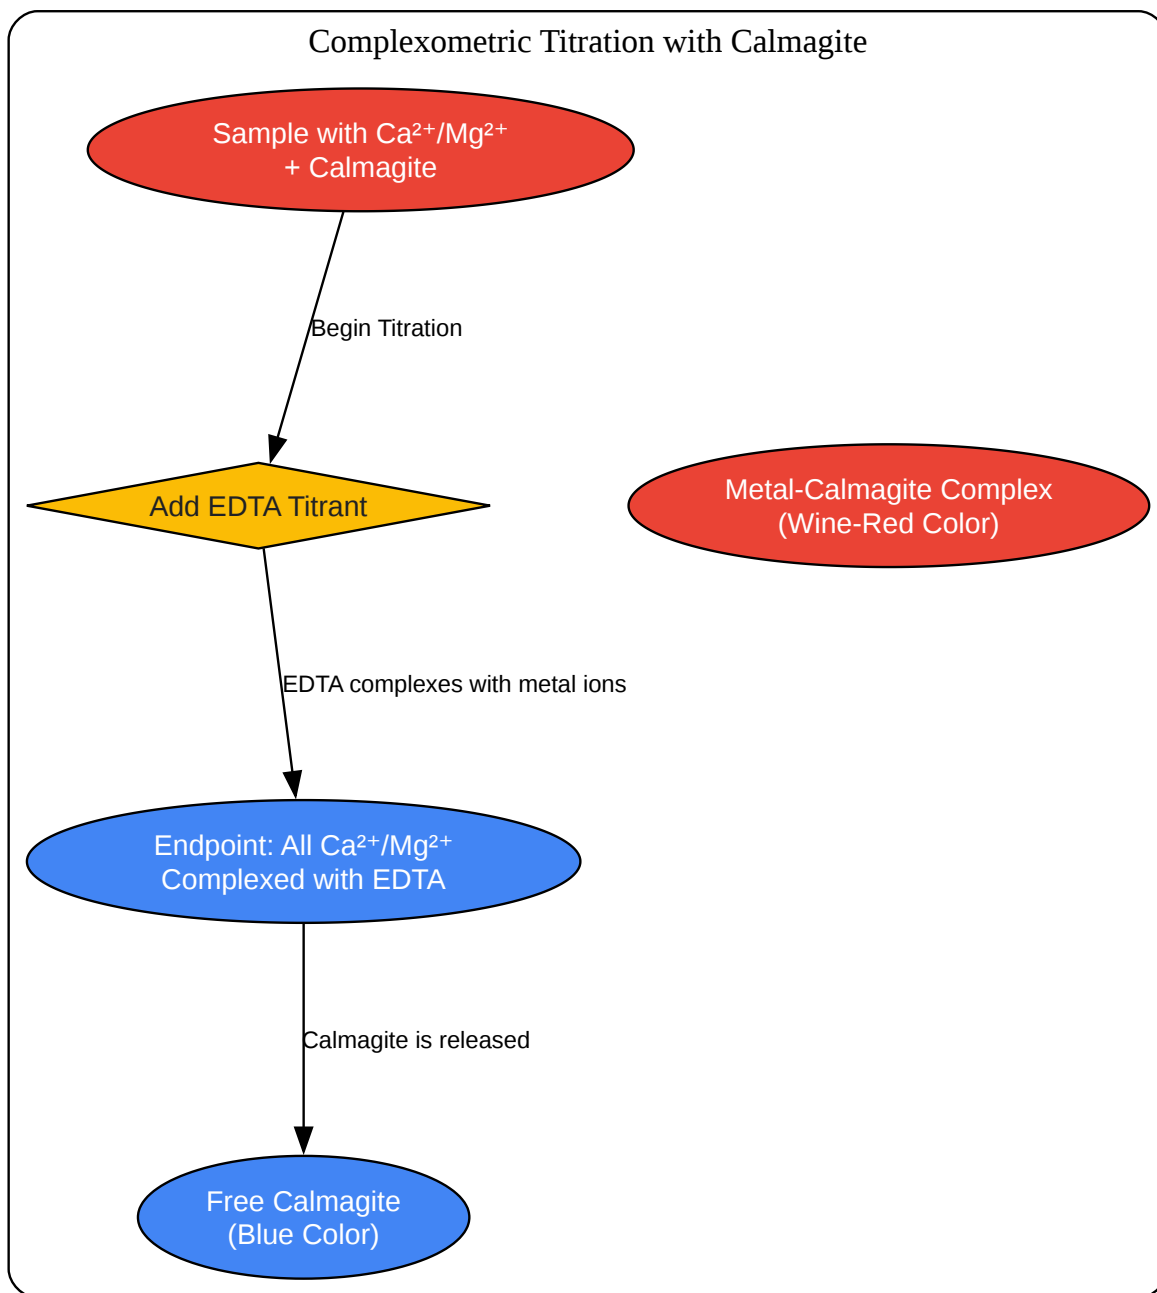 Complexometric Titration with Calmagite
Sample with Ca²⁺/Mg²⁺
+ Calmagite
Begin Titration
Add EDTA Titrant
Metal-Calmagite Complex
(Wine-Red Color)
EDTA complexes with metal ions
Endpoint: All Ca²⁺/Mg²⁺
Complexed with EDTA
Calmagite is released
Free Calmagite
(Blue Color)